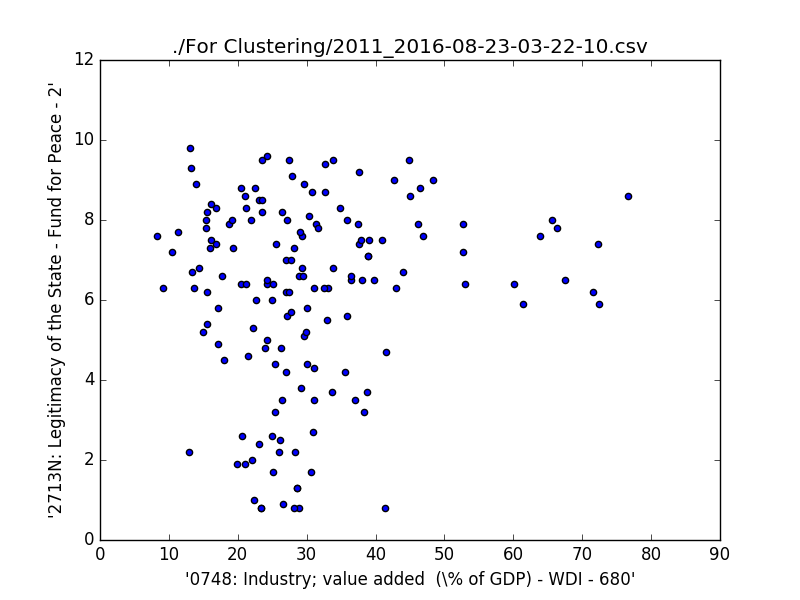 ./For Clustering/2011_2016-08-23-03-22-10.csv
'2713N: Legitimacy of the State - Fund for Peace - 2'
12
10
8
6
4
2
0
0 10 20 30 40 50 60 70 80 90
'0748: Industry; value added  (\% of GDP) - WDI - 680'